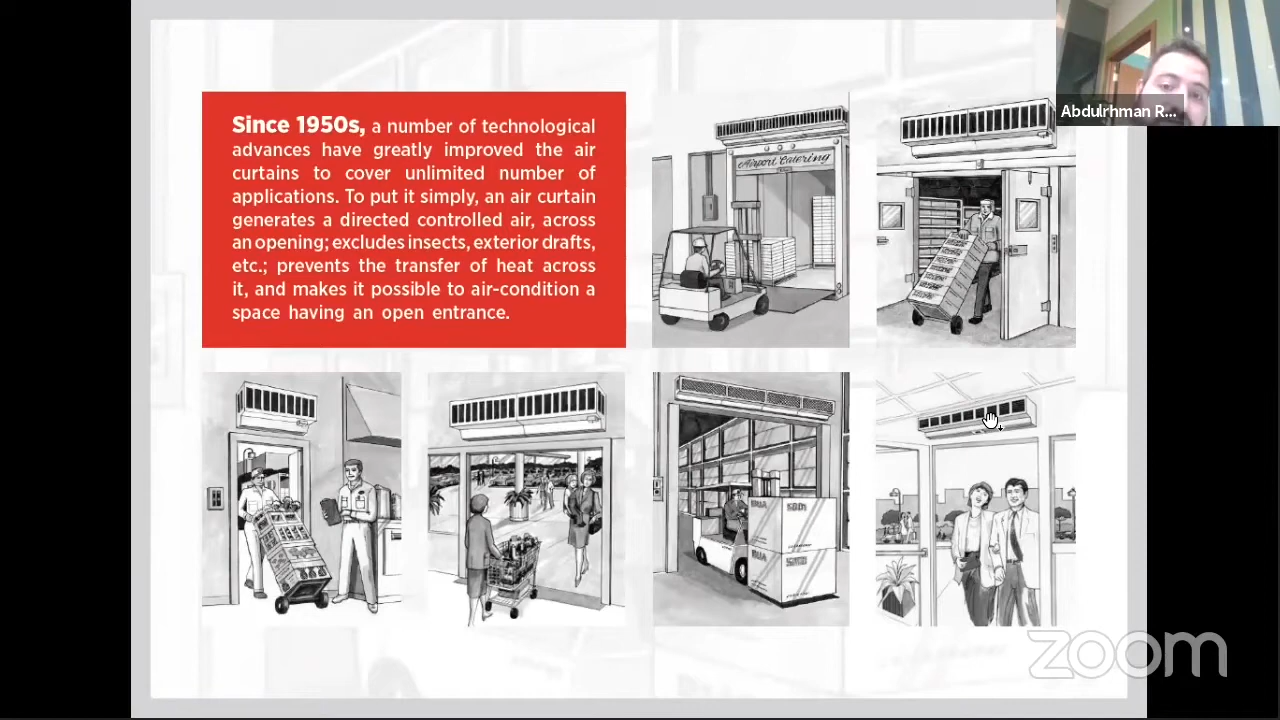 Since 1950s, a number of technological
advances have greatly improved the air
curtains to cover unlimited number of
applications. To put it simply, an air curtain
generates a directed controlled air, across
an opening; excludes insects, exterior drafts,
etc.; prevents the transfer of heat across
it, and makes it possible to air-condition a
space having an open entrance.
Airport Catering
Abdulrhman R...
zoom